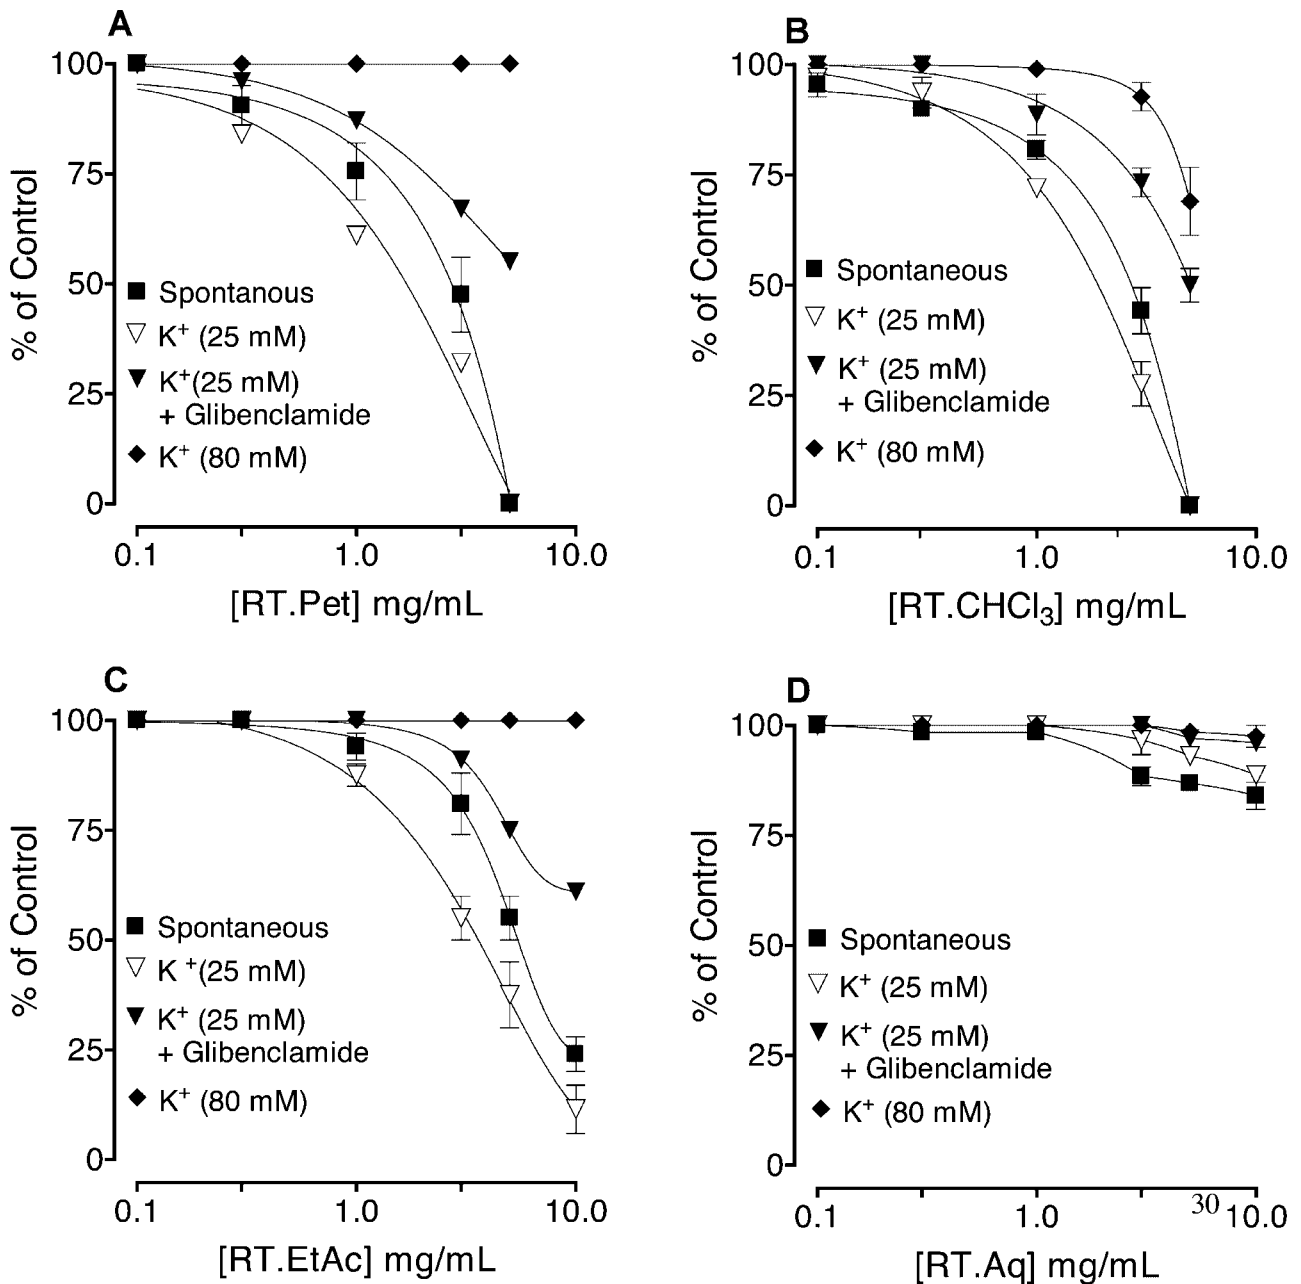 A
100
75
50
25
0
% of Control
Spontanous
K+ (25 mM)
K+(25 mM)
+ Glibenclamide
K+ (80 mM)
0.1 1.0 10.0
[RT.Pet] mg/mL
B
100
75
50
25
0
% of Control
Spontaneous
K+ (25 mM)
K+ (25 mM)
+ Glibenclamide
K+ (80 mM)
0.1 1.0 10.0
[RT.CHCl3] mg/mL
C
100
75
50
25
0
% of Control
Spontaneous
K +(25 mM)
K+ (25 mM)
+ Glibenclamide
K+ (80 mM)
0.1 1.0 10.0
[RT.EtAc] mg/mL
D
100
75
50
25
0
% of Control
Spontaneous
K+ (25 mM)
K+ (25 mM)
+ Glibenclamide
K+ (80 mM)
0.1 1.0 30 10.0
[RT.Aq] mg/mL